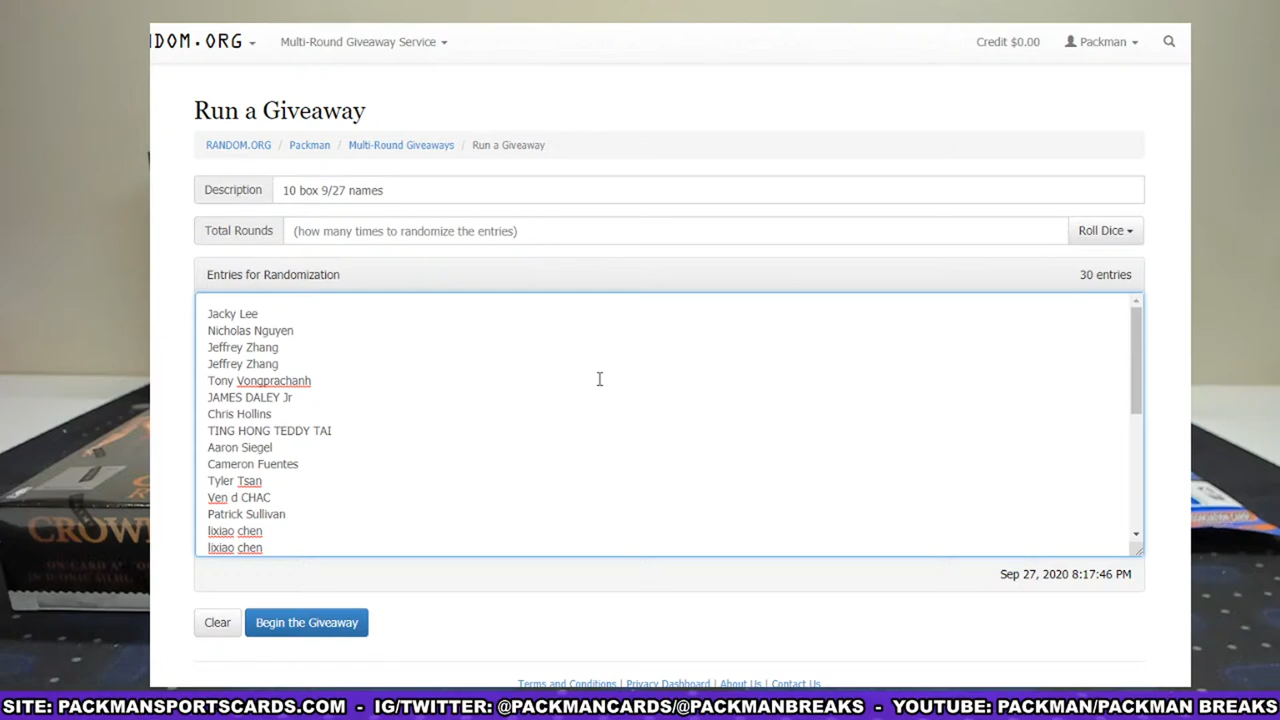 NDOM.ORG
Multi-Round Giveaway Service
Credit $0.00
Packman
Run a Giveaway
RANDOM.ORG / Packman / Multi-Round Giveaways / Run a Giveaway
Description 10 box 9/27 names
Total Rounds (how many times to randomize the entries) Roll Dice
Entries for Randomization 30 entries
Jacky Lee
Nicholas Nguyen
Jeffrey Zhang
Jeffrey Zhang
Tony Vongprachanh
JAMES DALEY Jr
Chris Hollins
TING HONG TEDDY TAI
Aaron Siegel
Cameron Fuentes
Tyler Tsan
Ven d CHAC
Patrick Sullivan
lixiao chen
lixiao chen
Sep 27, 2020 8:17:46 PM
Clear Begin the Giveaway
Terms and Conditions | Privacy Dashboard | About Us | Contact Us
CROW
SITE: PACKMANSPORTSCARDS.COM - IG/TWITTER: @PACKMANCARDS/@PACKMANBREAKS - YOUTUBE: PACKMAN/PACKMAN BREAKS